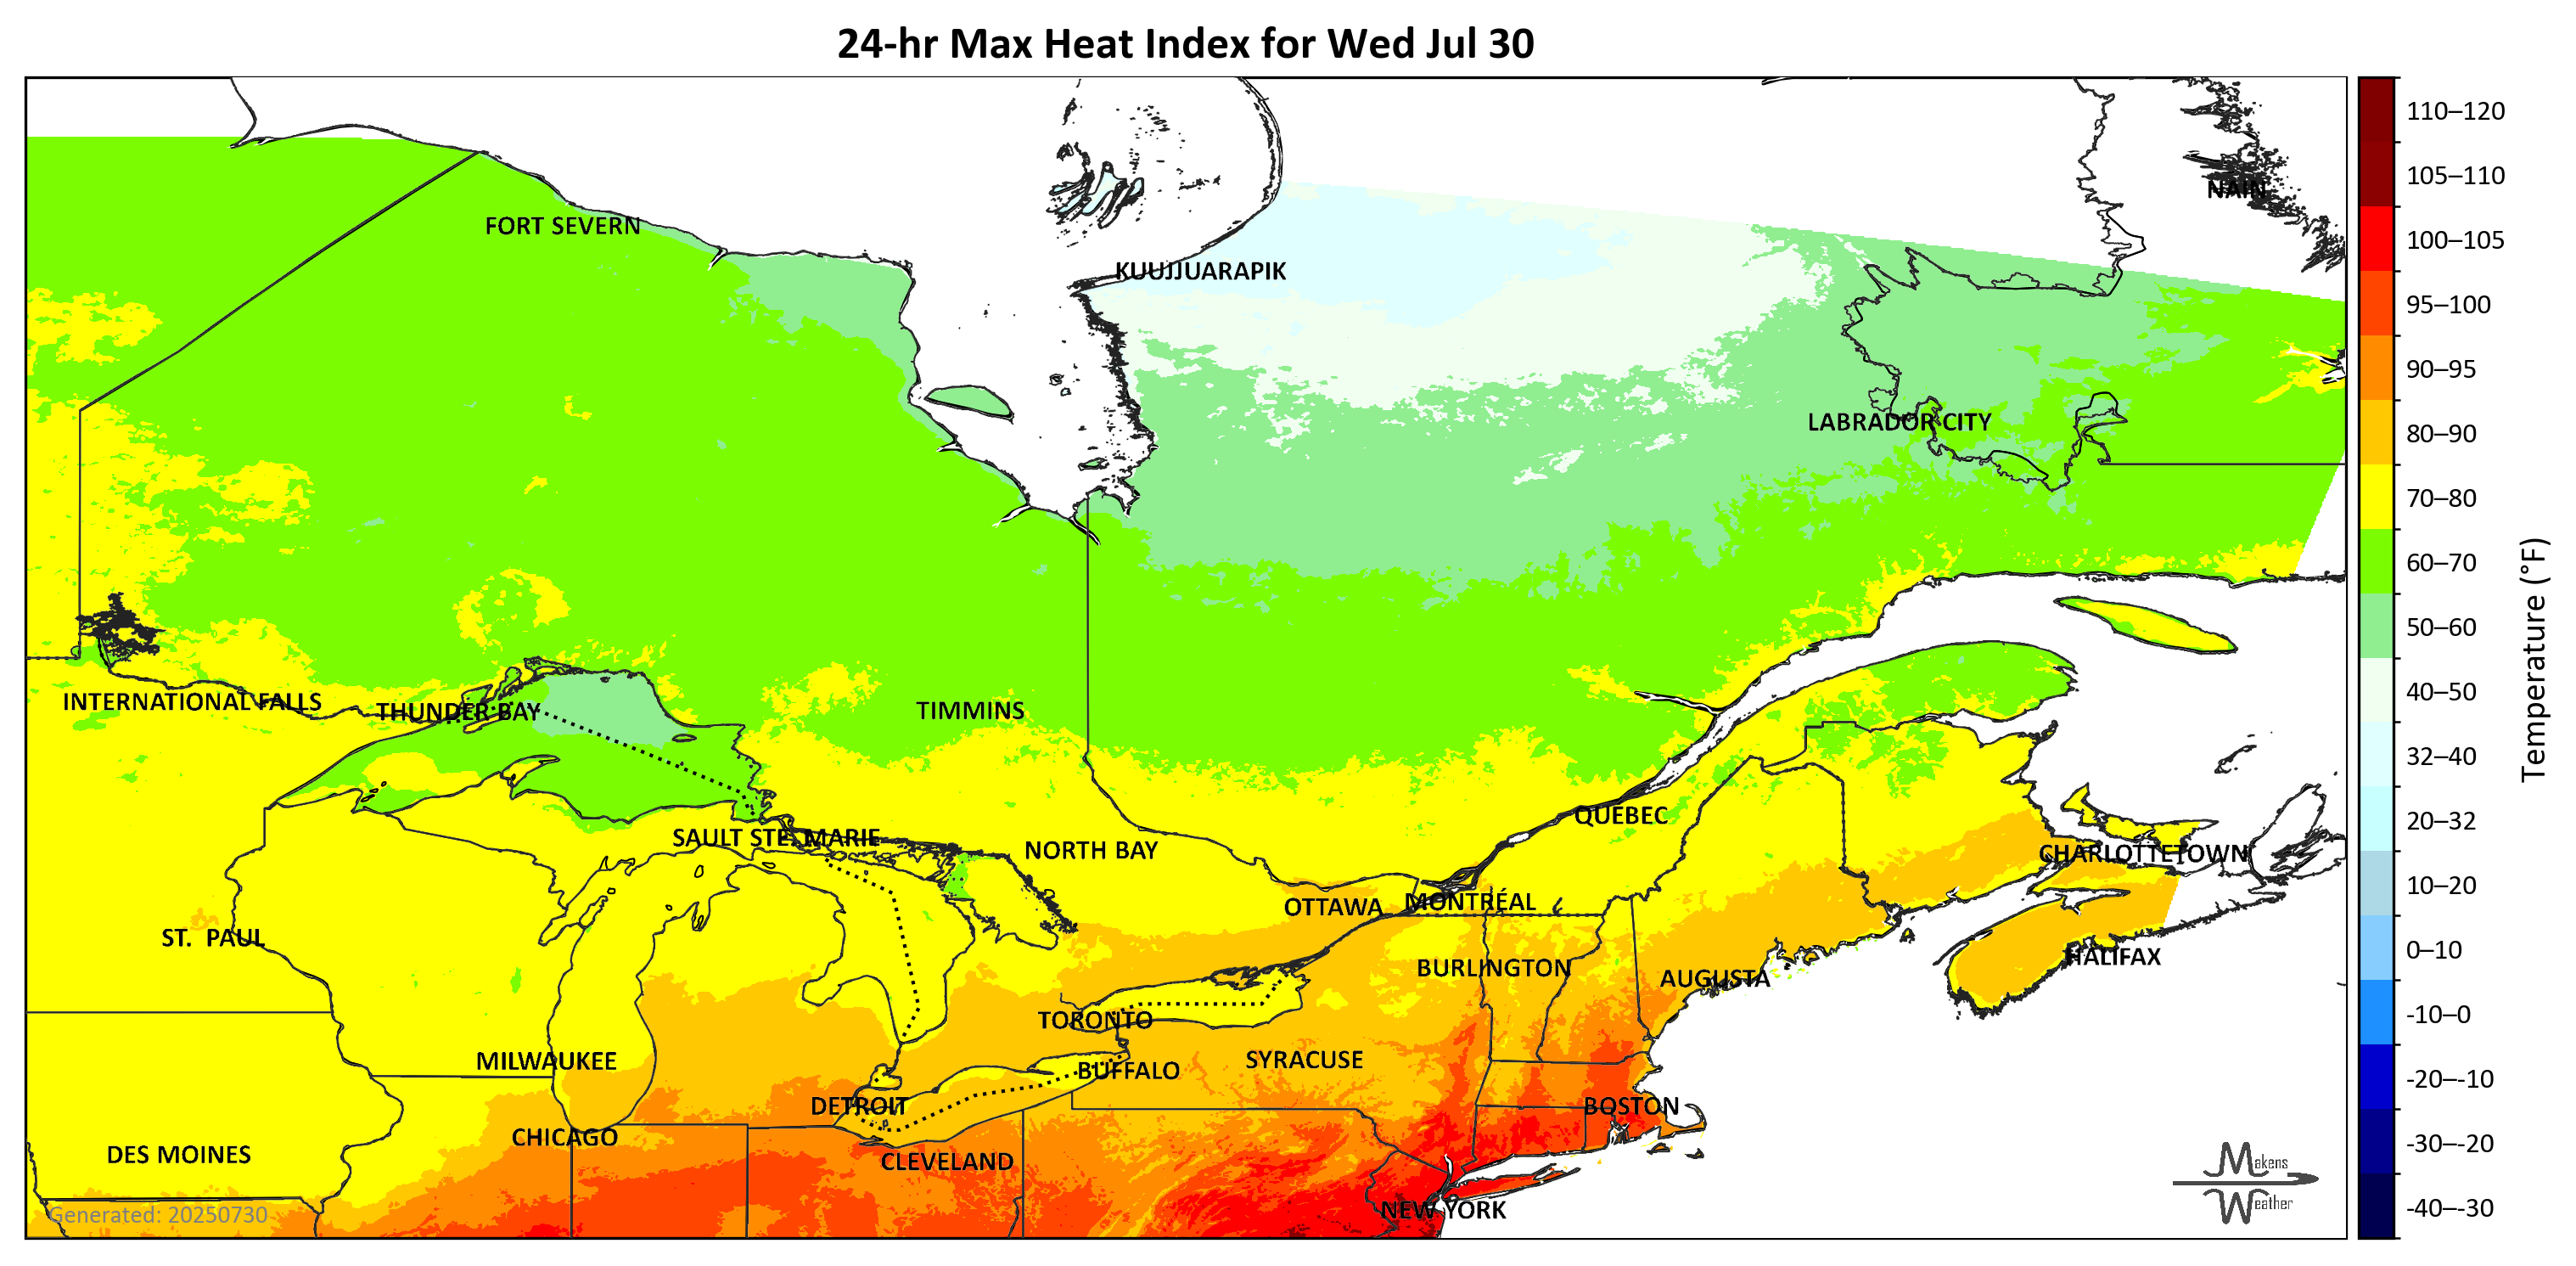 24-hr Max Heat Index for Wed Jul 30
NAIN
FORT SEVERN
KUUJJUARAPIK
LABRADOR CITY
INTERNATIONAL FALLS
THUNDER BAY
TIMMINS
QUÉBEC
SAULT STE. MARIE
NORTH BAY
CHARLOTTETOWN
OTTAWA
MONTRÉAL
ST.  PAUL
BURLINGTON
AUGUSTA
HALIFAX
TORONTO
MILWAUKEE
BUFFALO
SYRACUSE
DETROIT
BOSTON
CHICAGO
DES MOINES
CLEVELAND
NEW YORK
Generated: 20250730
Makens
Weather
110–120
105–110
100–105
95–100
90–95
80–90
70–80
60–70
50–60
40–50
32–40
20–32
10–20
0–10
-10–0
-20–-10
-30–-20
-40–-30
Temperature (°F)